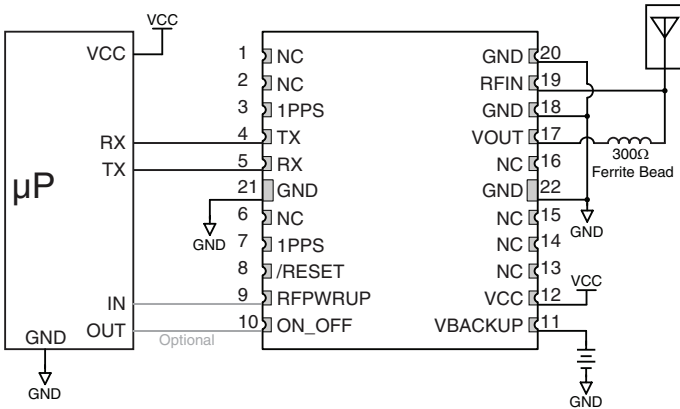 VCC
VCC
RX
TX
µP
IN
OUT
GND
GND
Optional
1 NC
2 NC
3 1PPS
4 TX
5 RX
21 GND
GND
6 NC
7 1PPS
8 /RESET
9 RFPWRUP
10 ON_OFF
GND 20
RFIN 19
GND 18
VOUT 17
300Ω
Ferrite Bead
NC 16
GND 22
GND
NC 15
NC 14
NC 13
VCC 12
VCC
VBACKUP 11
GND